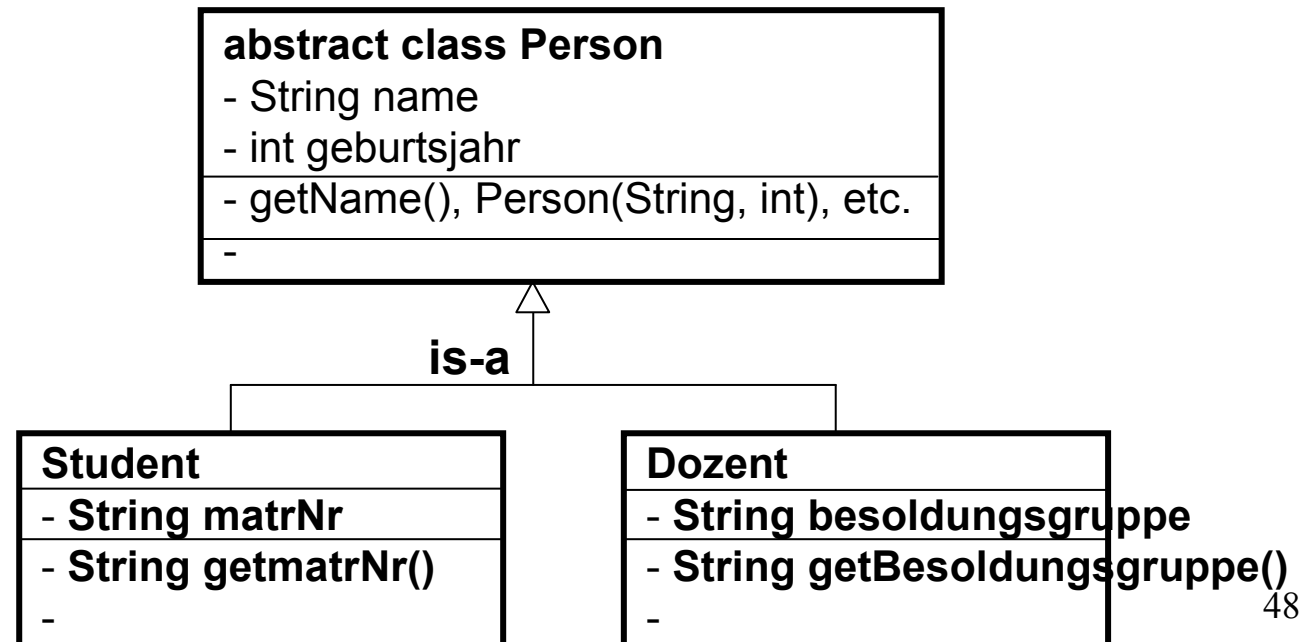 abstract class Person
- String name
- int geburtsjahr
- getName(), Person(String, int), etc.
-
is-a
Student
- String matrNr
- String getmatrNr()
-
Dozent
- String besoldungsgruppe
- String getBesoldungsgruppe()
-
48